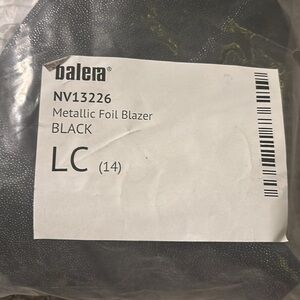 balera®
NV13226
Metallic Foil Blazer
BLACK
LC (14)